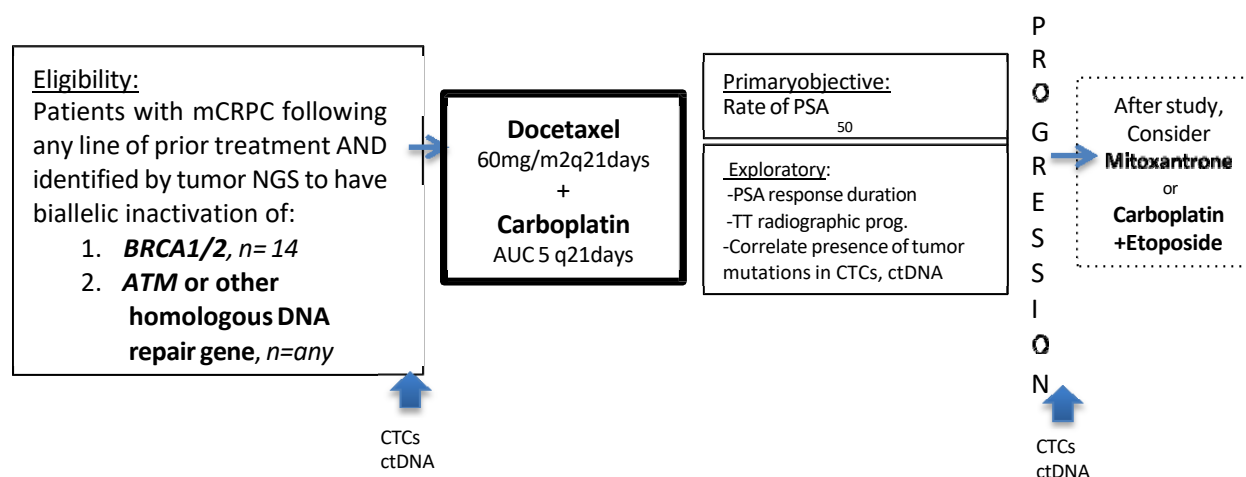 Eligibility:
Patients with mCRPC following
any line of prior treatment AND
identified by tumor NGS to have
biallelic inactivation of:
1. BRCA1/2, n= 14
2. ATM or other
homologous DNA
repair gene, n=any
CTCs
ctDNA
Docetaxel
60mg/m2q21days
+
Carboplatin
AUC 5 q21days
Primaryobjective:
Rate of PSA
50
Exploratory:
-PSA response duration
-TT radiographic prog.
-Correlate presence of tumor
mutations in CTCs, ctDNA
P
R
O
G
R
E
S
S
I
O
N
CTCs
ctDNA
After study,
Consider
Mitoxantrone
or
Carboplatin
+Etoposide